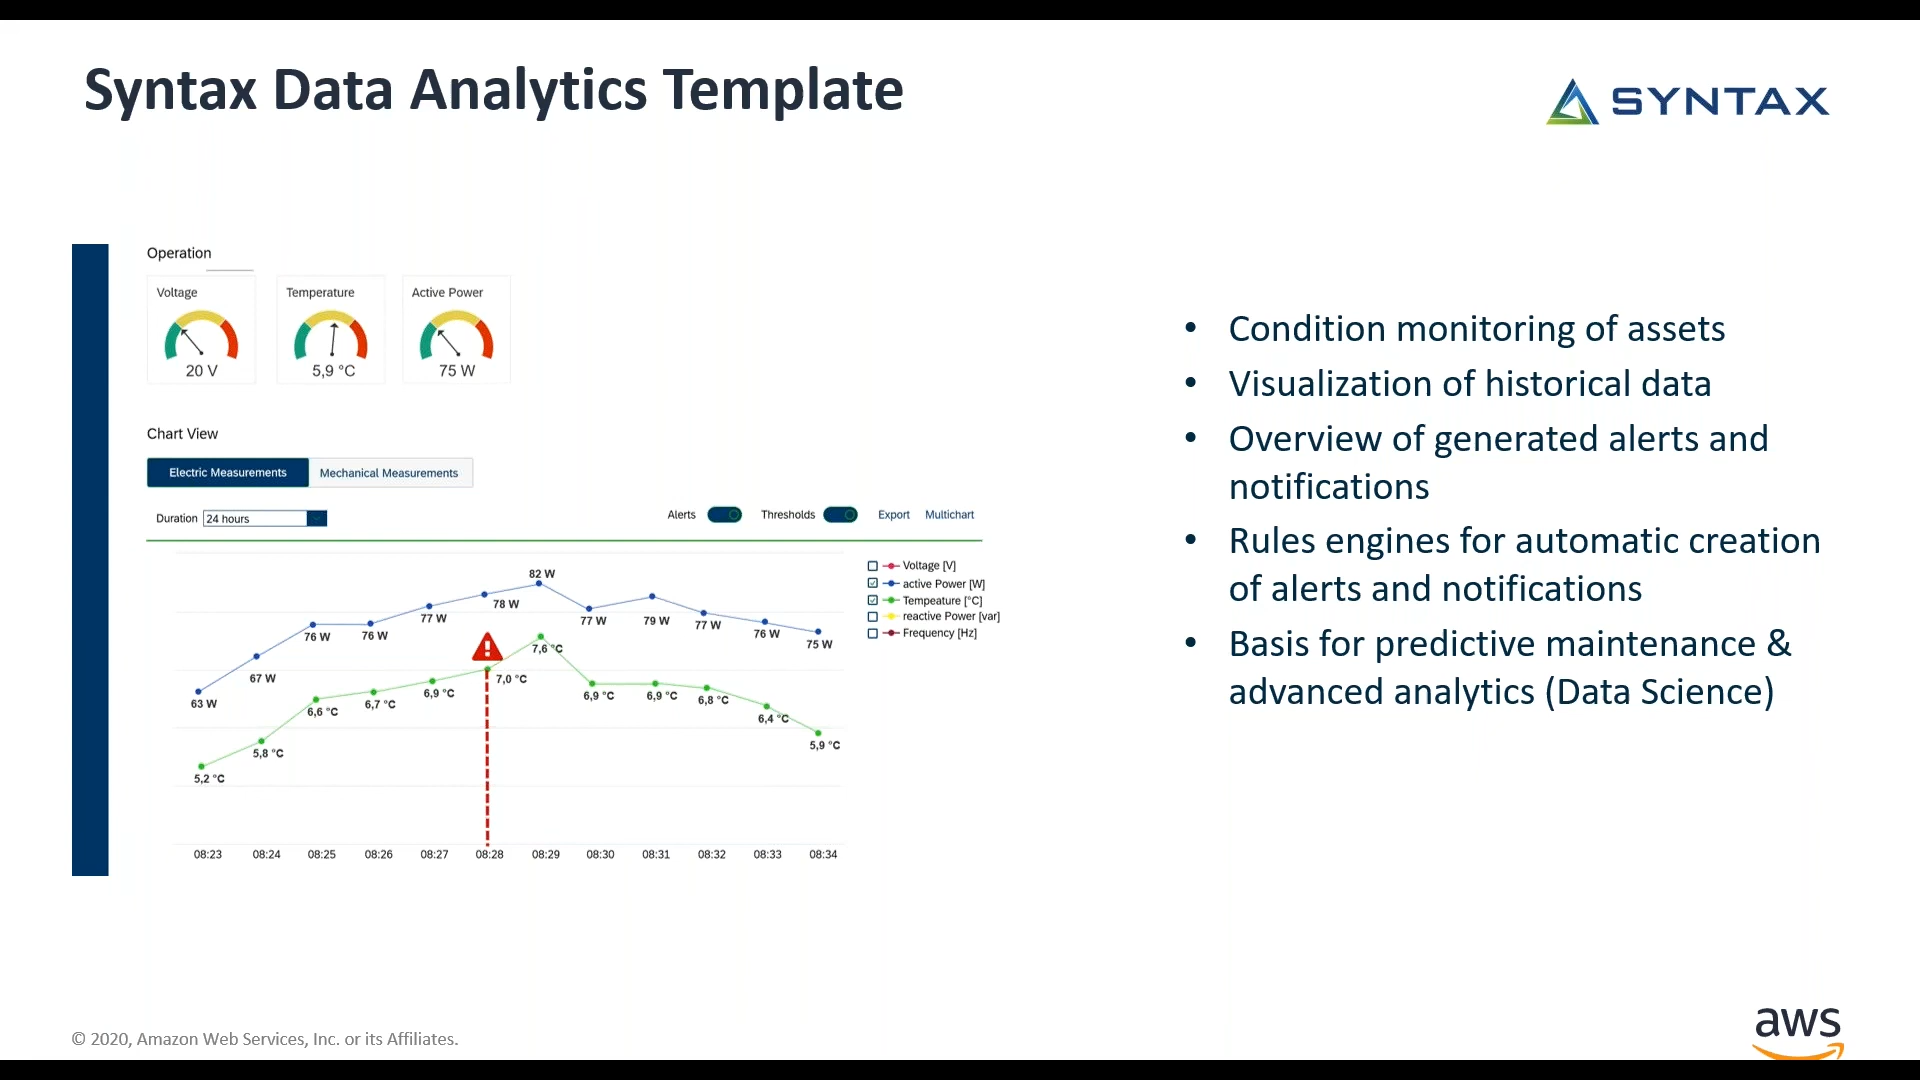 Syntax Data Analytics Template
SYNTAX
Operation
Voltage
Temperature
Active Power
20 V
5,9 °C
75 W
Chart View
Electric Measurements
Mechanical Measurements
Duration
24 hours
Alerts
Thresholds
Export
Multichart
Voltage [V]
active Power [W]
Tempeature [°C]
reactive Power [var]
Frequency [Hz]
63 W
67 W
76 W
76 W
77 W
78 W
82 W
77 W
79 W
77 W
76 W
75 W
5,2 °C
5,8 °C
6,6 °C
6,7 °C
6,9 °C
7,0 °C
7,6 °C
6,9 °C
6,9 °C
6,8 °C
6,4 °C
5,9 °C
08:23
08:24
08:25
08:26
08:27
08:28
08:29
08:30
08:31
08:32
08:33
08:34
• Condition monitoring of assets
• Visualization of historical data
• Overview of generated alerts and
notifications
• Rules engines for automatic creation
of alerts and notifications
• Basis for predictive maintenance &
advanced analytics (Data Science)
© 2020, Amazon Web Services, Inc. or its Affiliates.
aws